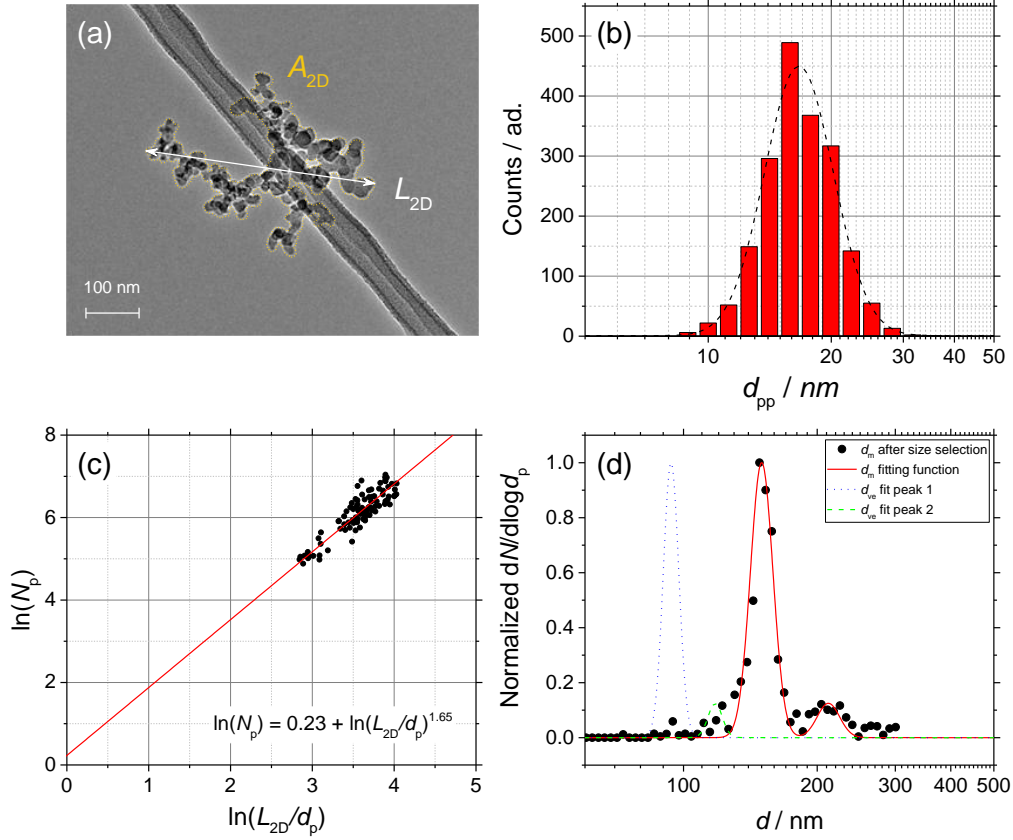 (a)
A2D
L2D
100 nm
(b)
Counts / ad.
500
400
300
200
100
0
10
20
30
40
50
dpp / nm
(c)
ln(Np)
8
6
4
2
0
0
1
2
3
4
5
ln(Np) = 0.23 + ln(L2D/dp)^1.65
ln(L2D/dp)
(d)
Normalized dN/dlogdp
1.0
0.8
0.6
0.4
0.2
0.0
dm after size selection
dm fitting function
dve fit peak 1
dve fit peak 2
100
200
300
400
500
d / nm